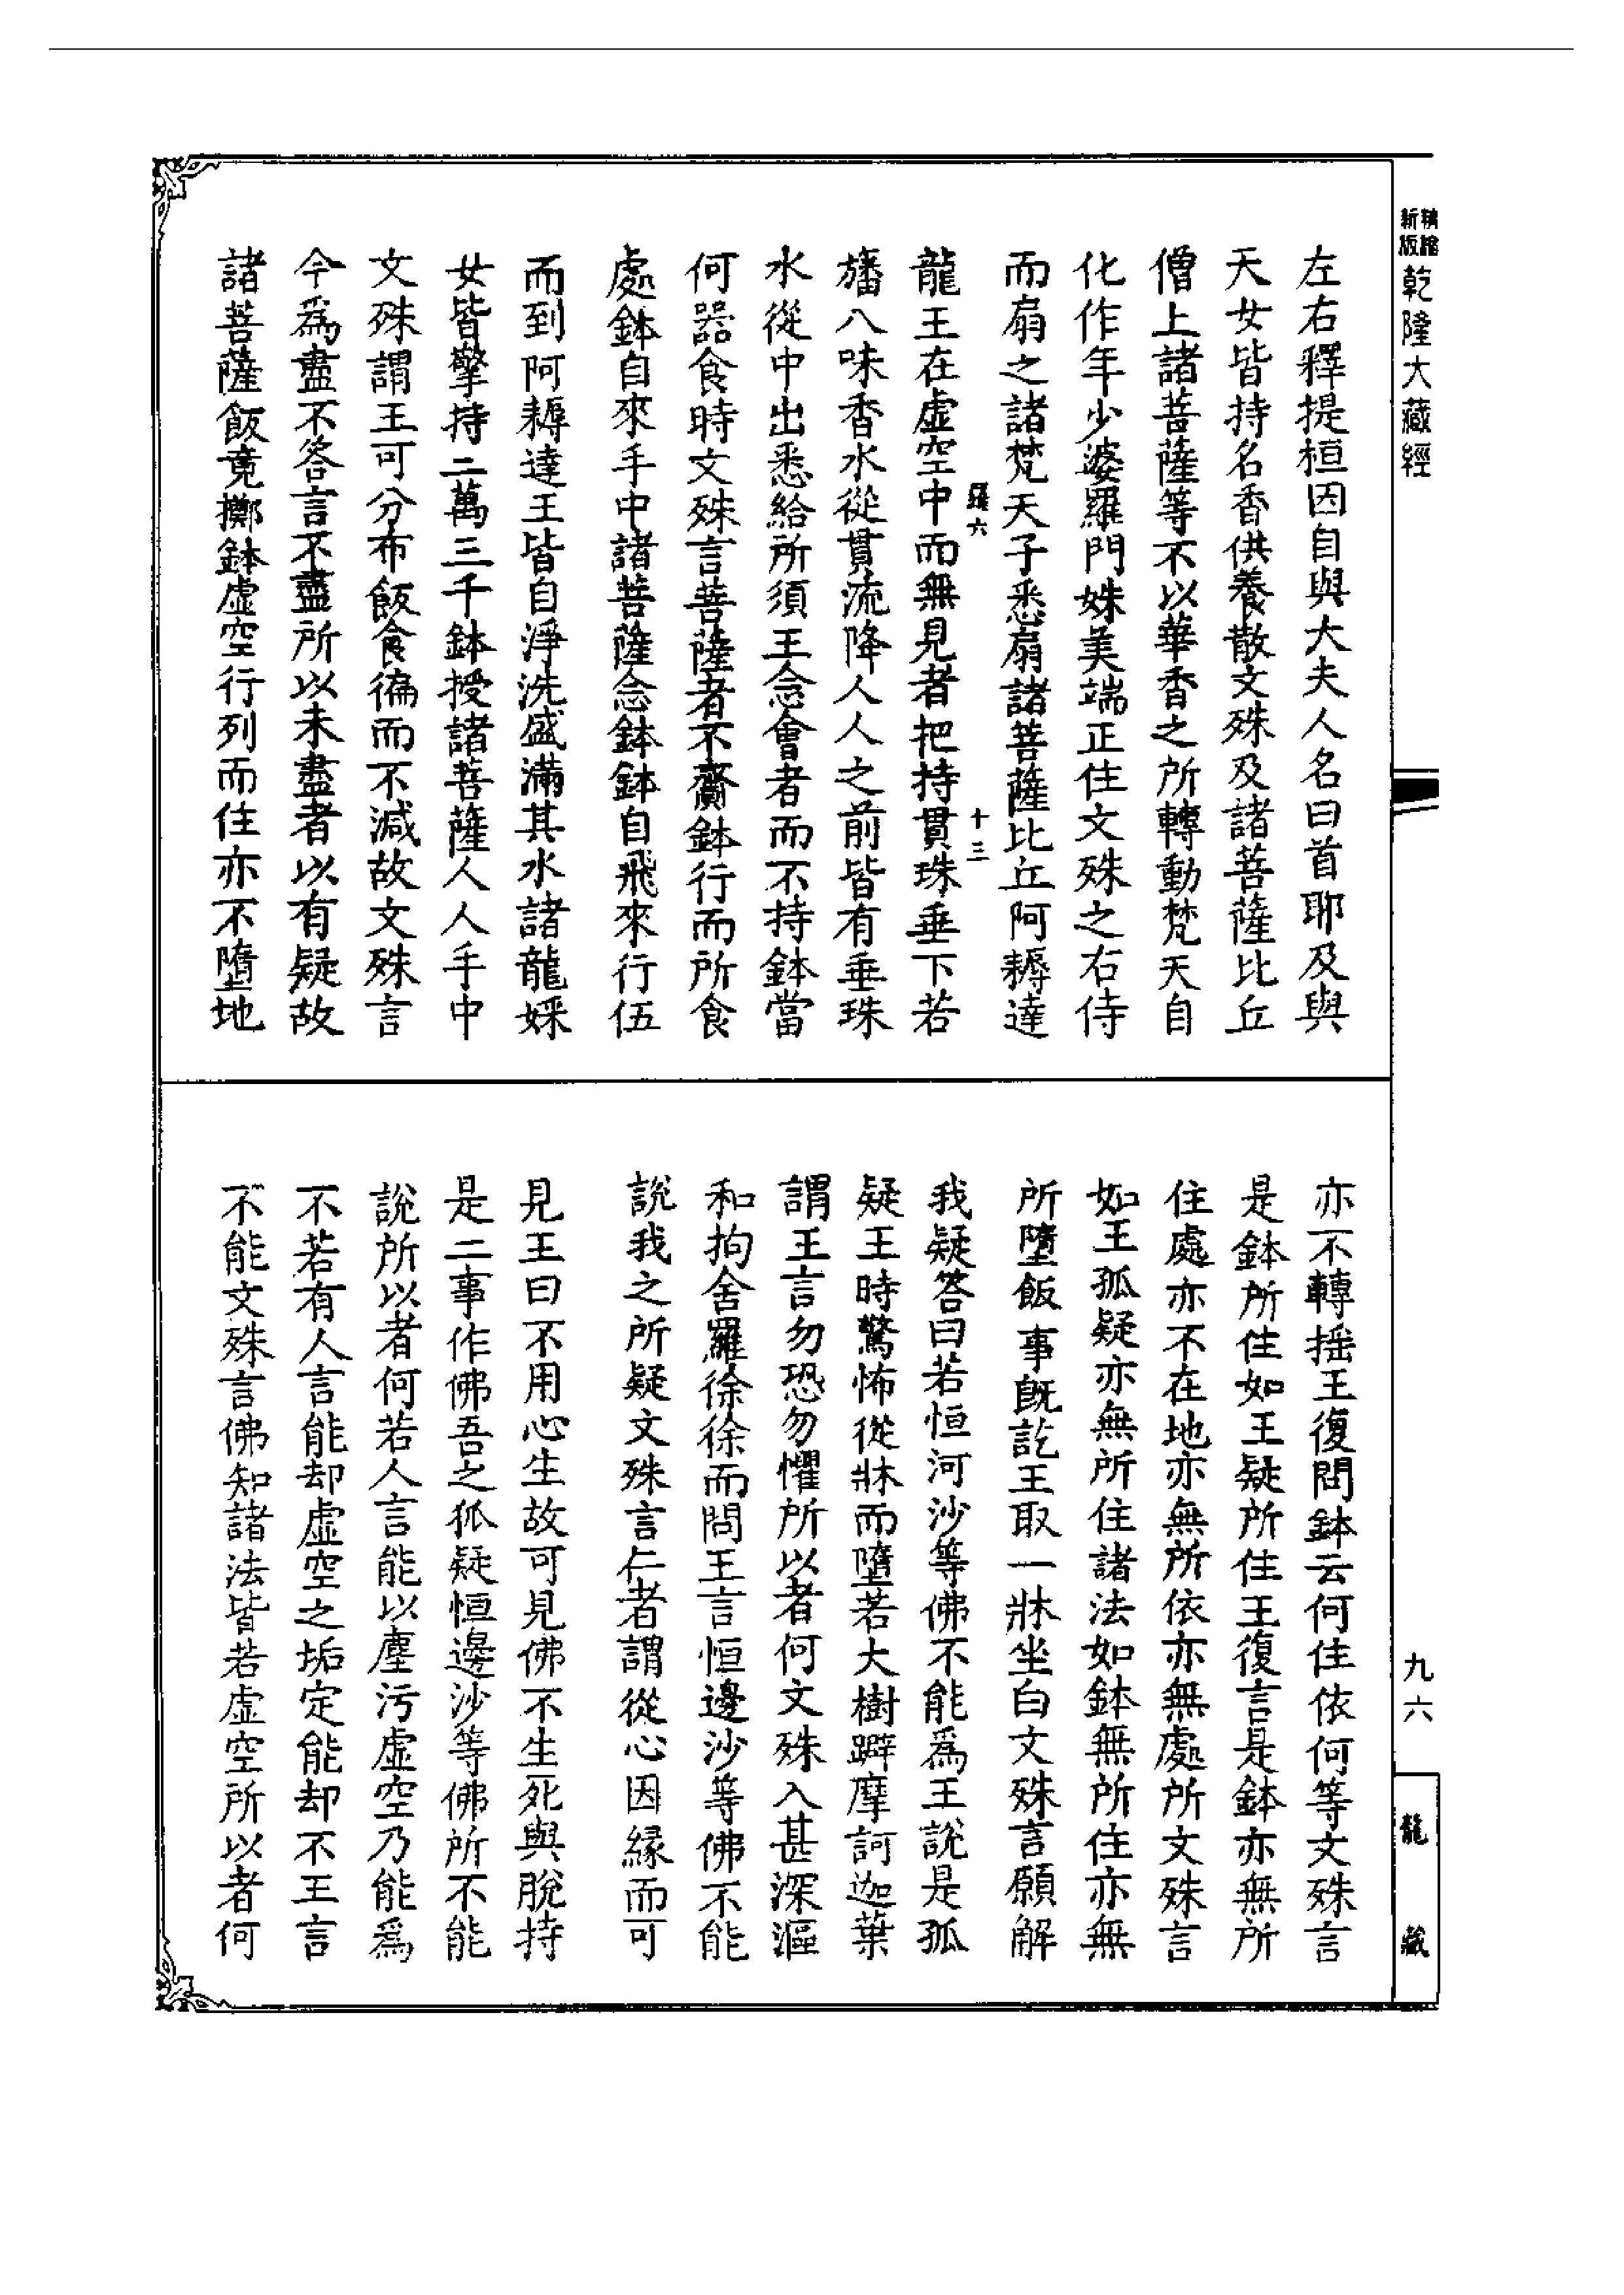 精縮新版
乾隆大藏經
左右釋提桓因自與大夫人名曰首耶及與
天女皆持名香供養散文殊及諸菩薩比丘
僧上諸菩薩等不以華香之所轉動梵天自
化作年少婆羅門姝美端正住文殊之右侍
而扇之諸梵天子悉扇諸菩薩比丘阿耨達
六 十三
龍王在虛空中而無見者把持貫珠垂下若
旛八味香水從貫流降人人之前皆有垂珠
水從中出悉給所須王念會者而不持鉢當
何器食時文殊言菩薩者不齎鉢行而所食
處鉢自來手中諸菩薩念鉢鉢自飛來行伍
而到阿耨達王皆自淨洗盛滿其水諸龍婇
女皆擎持二萬三千鉢授諸菩薩人人手中
文殊謂王可分布飯食徧而不減故文殊言
今為盡不答言不盡所以未盡者以有疑故
諸菩薩飯竟擲鉢虛空行列而住亦不墮地
亦不轉搖王復問鉢云何住依何等文殊言
是鉢所住如王疑所住王復言是鉢亦無所
住處亦不在地亦無所依亦無處所文殊言
如王孤疑亦無所住諸法如鉢無所住亦無
所墮飯事旣訖王取一牀坐白文殊言願解
我疑答曰若恒河沙等佛不能為王說是孤
疑王時驚怖從牀而墮若大樹躃摩訶迦葉
謂王言勿恐勿懼所以者何文殊入甚深漚
和拘舍羅徐徐而問王言恒邊沙等佛不能
說我之所疑文殊言仁者謂從心因緣而可
見王曰不用心生故可見佛不生死與脫持
是二事作佛吾之狐疑恒邊沙等佛所不能
說所以者何若人言能以塵污虛空乃能為
不若有人言能却虛空之垢定能却不王言
不能文殊言佛知諸法皆若虛空所以者何
九六
龍藏